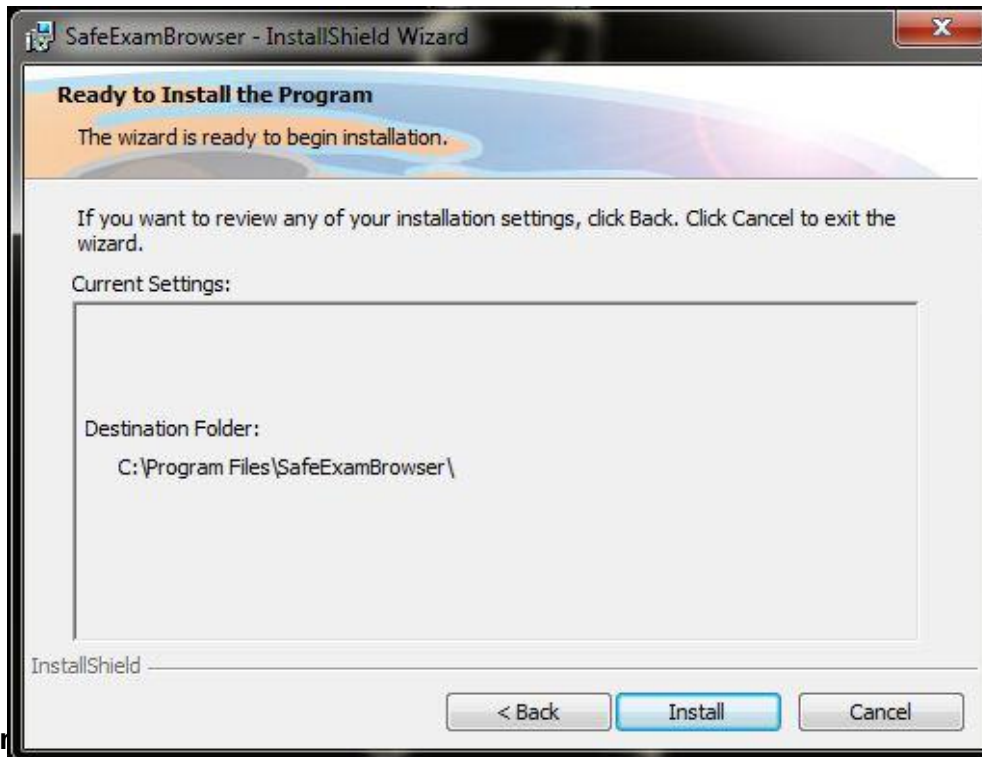 SafeExamBrowser - InstallShield Wizard
Ready to Install the Program
The wizard is ready to begin installation.
If you want to review any of your installation settings, click Back. Click Cancel to exit the
wizard.
Current Settings:
Destination Folder:
C:\Program Files\SafeExamBrowser\
InstallShield
< Back
Install
Cancel